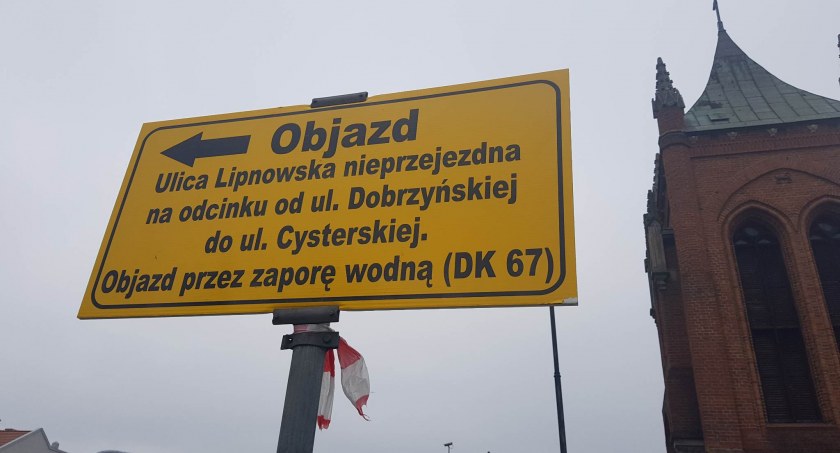 Objazd
Ulica Lipnowska nieprzejezdna
na odcinku od ul. Dobrzyńskiej
do ul. Cysterskiej.
Objazd przez zaporę wodną (DK 67)